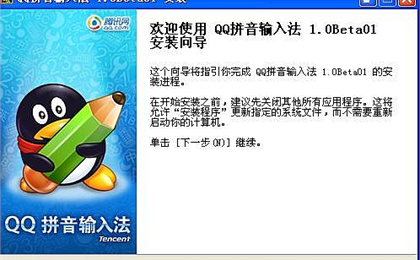 QQ拼音输入法 1.0Beta01 安装
腾讯网
QQ.com
欢迎使用 QQ拼音输入法 1.0Beta01
安装向导
这个向导将指引你完成 QQ拼音输入法 1.0Beta01 的安
装进程。
在开始安装之前，建议先关闭其他所有应用程序。这将
允许“安装程序”更新指定的系统文件，而不需要重新
启动你的计算机。
单击 [下一步(N)] 继续。
QQ 拼音输入法
Tencent